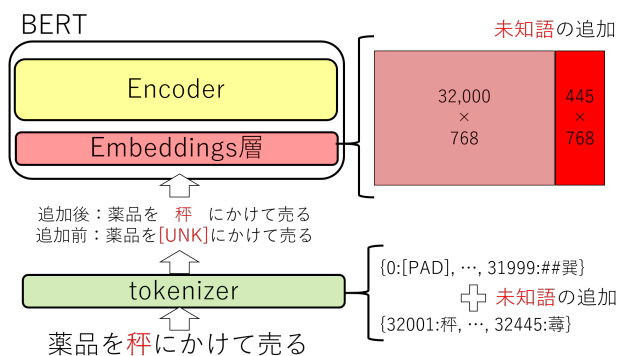 BERT
未知語の追加
Encoder
Embeddings層
32,000
×
768
445
×
768
追加後：薬品を 秤 にかけて売る
追加前：薬品を[UNK]にかけて売る
tokenizer
{0:[PAD], …, 31999:##巽}
未知語の追加
{32001:秤, …, 32445:蕁}
薬品を秤にかけて売る